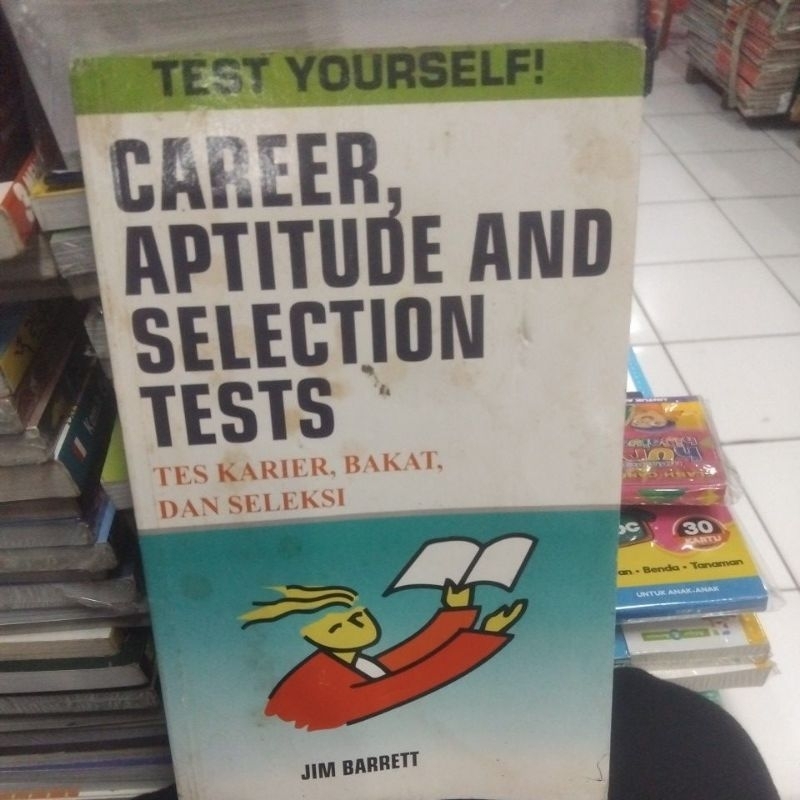 TEST YOURSELF!
CAREER,
APTITUDE AND
SELECTION
TESTS
TES KARIER, BAKAT,
DAN SELEKSI
JIM BARRETT
30
KARTU
an • Benda • Tanaman
UNTUK ANAK-ANAK